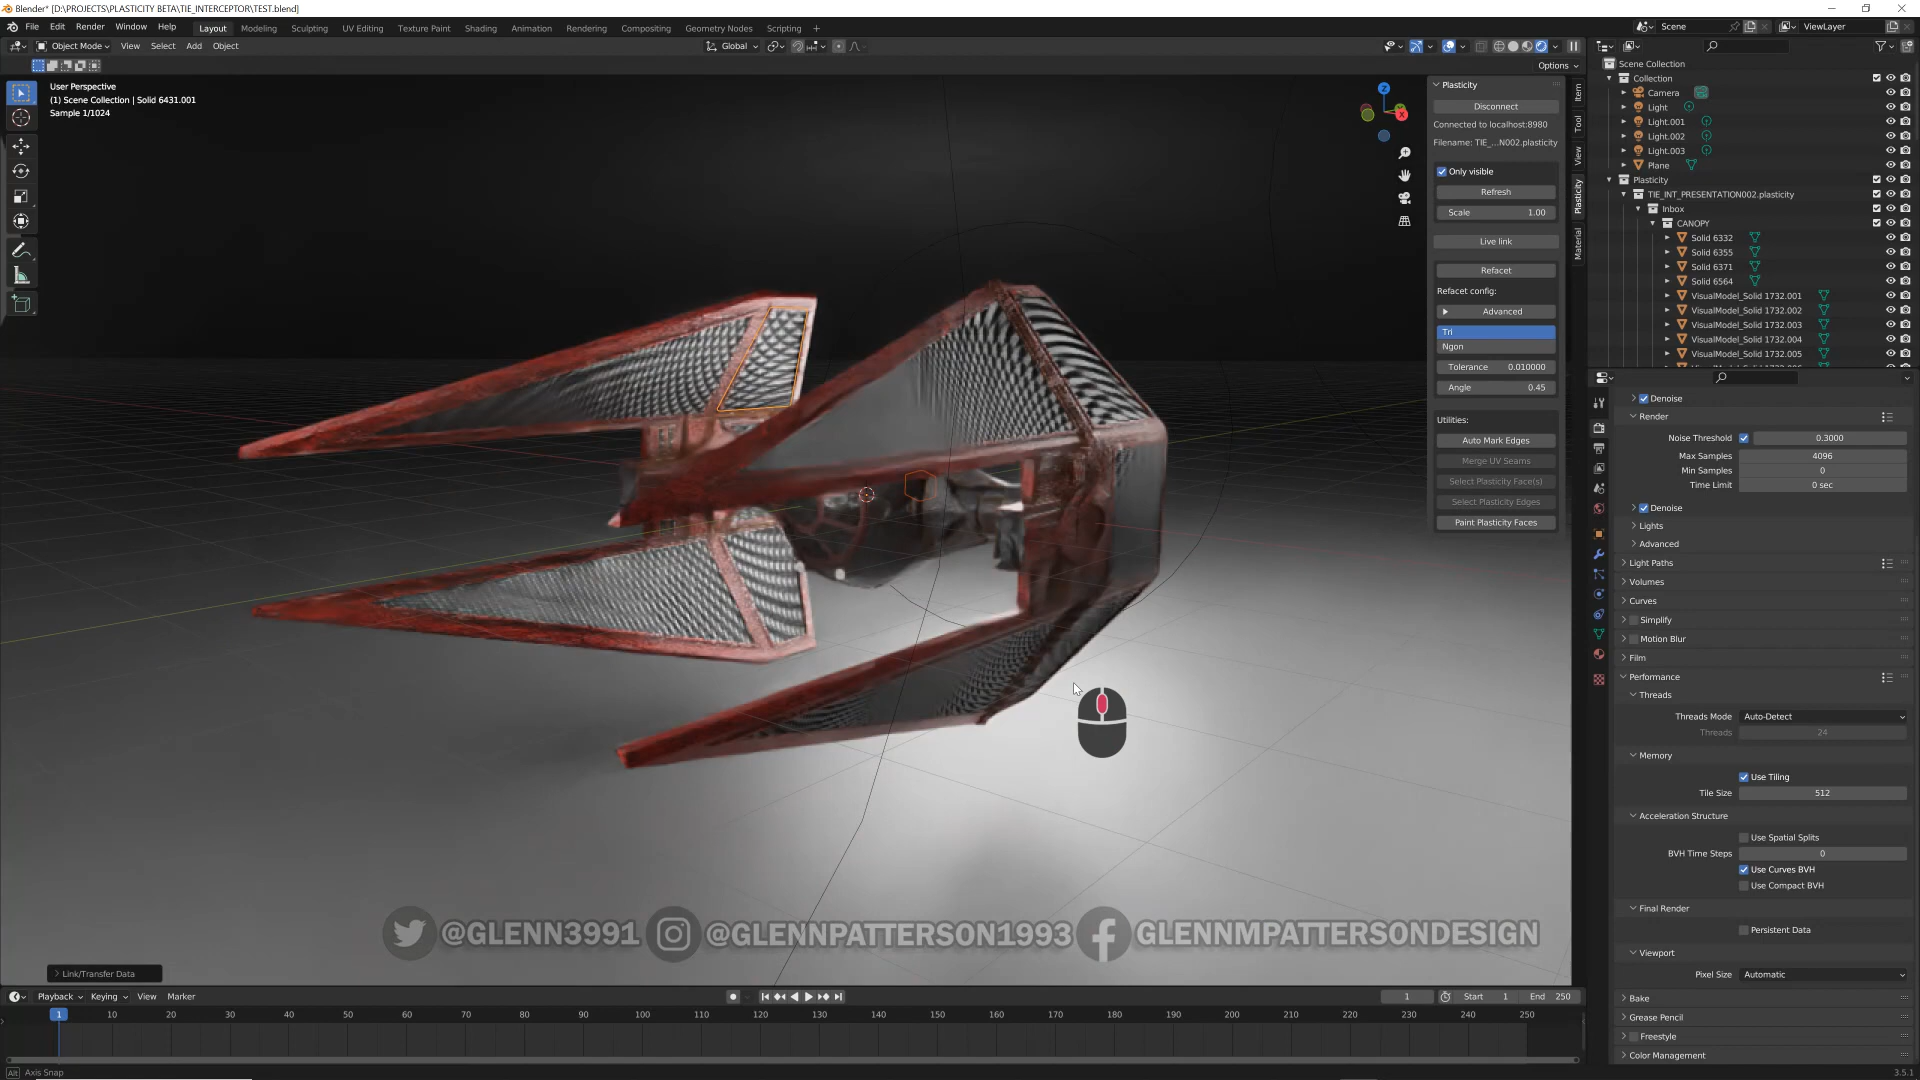 Blender* [D:\PROJECTS\PLASTICITY BETA\TIE_INTERCEPTOR\TEST.blend]
File Edit Render Window Help Layout Modeling Sculpting UV Editing Texture Paint Shading Animation Rendering Compositing Geometry Nodes Scripting + Scene ViewLayer
Object Mode View Select Add Object Global
Options
User Perspective
(1) Scene Collection | Solid 6431.001
Sample 1/1024
Z
X
Plasticity
Disconnect
Connected to localhost:8980
Filename: TIE_...N002.plasticity
Only visible
Refresh
Scale 1.00
Live link
Refacet
Refacet config:
Advanced
Tri
Ngon
Tolerance 0.010000
Angle 0.45
Utilities:
Auto Mark Edges
Merge UV Seams
Select Plasticity Face(s)
Select Plasticity Edges
Paint Plasticity Faces
Item
Tool
View
Plasticity
Material
Scene Collection
Collection
Camera
Light
Light.001
Light.002
Light.003
Plane
Plasticity
TIE_INT_PRESENTATION002.plasticity
Inbox
CANOPY
Solid 6332
Solid 6355
Solid 6371
Solid 6564
VisualModel_Solid 1732.001
VisualModel_Solid 1732.002
VisualModel_Solid 1732.003
VisualModel_Solid 1732.004
VisualModel_Solid 1732.005
Denoise
Render
Noise Threshold 0.3000
Max Samples 4096
Min Samples 0
Time Limit 0 sec
Denoise
Lights
Advanced
Light Paths
Volumes
Curves
Simplify
Motion Blur
Film
Performance
Threads
Threads Mode Auto-Detect
Threads 24
Memory
Use Tiling
Tile Size 512
Acceleration Structure
Use Spatial Splits
BVH Time Steps 0
Use Curves BVH
Use Compact BVH
Final Render
Persistent Data
Viewport
Pixel Size Automatic
Bake
Grease Pencil
Freestyle
Color Management
@GLENN3991 @GLENNPATTERSON1993 GLENNMPATTERSONDESIGN
Link/Transfer Data
Playback Keying View Marker 1 Start 1 End 250
1 10 20 30 40 50 60 70 80 90 100 110 120 130 140 150 160 170 180 190 200 210 220 230 240 250
Alt Axis Snap 3.5.1